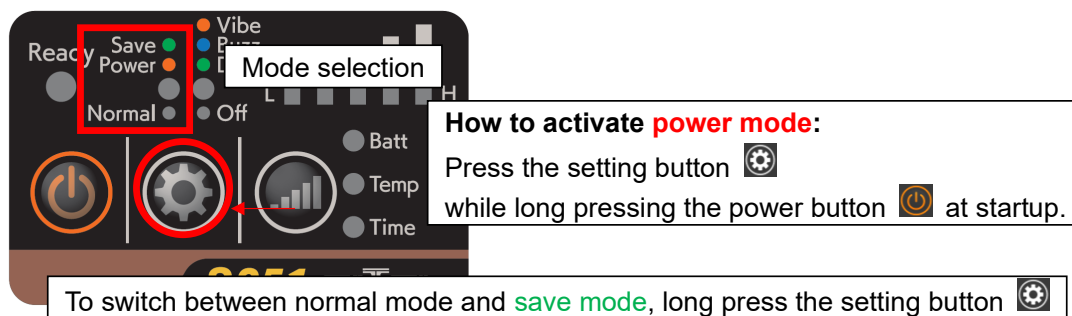 Vibe
Save
Ready
Power
Mode selection
L
H
Normal
Off
Batt
Temp
Time
How to activate power mode:
Press the setting button
while long pressing the power button at startup.
To switch between normal mode and save mode, long press the setting button